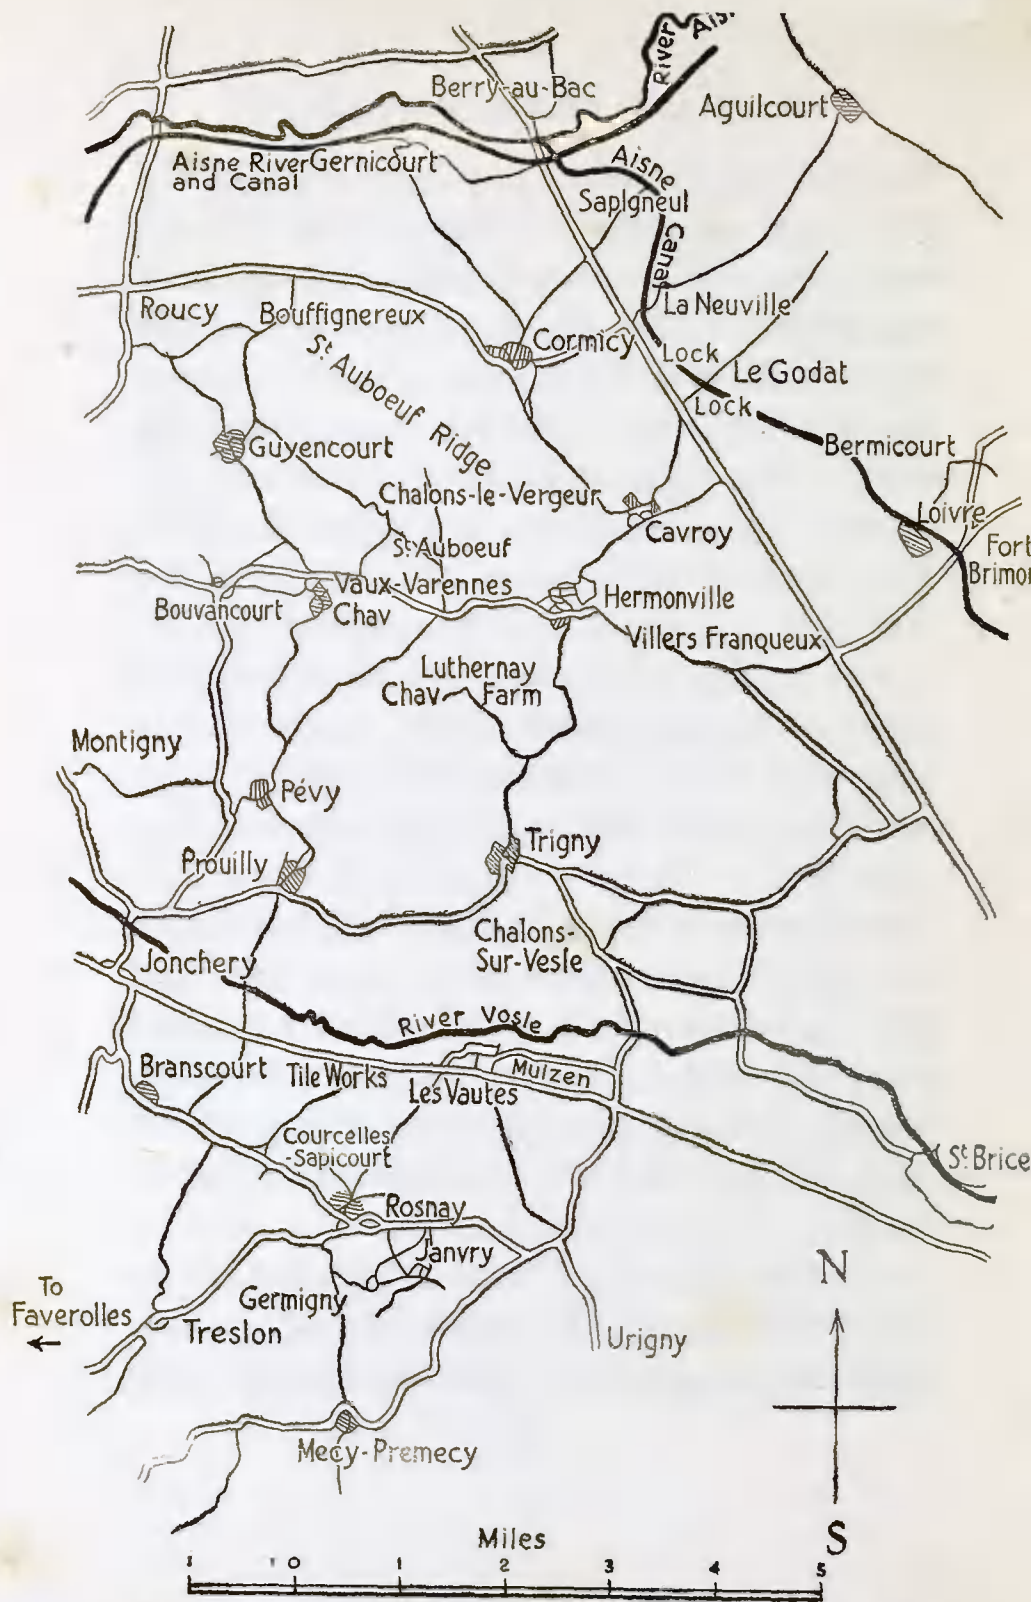 Aisne River
Berry-au-Bac
Aguilcourt
Aisne River
and Canal
Gernicourt
Aisne
Canal
Sapigneul
Roucy
Bouffignereux
La Neuville
Cormicy
Lock
Le Godat
Lock
St Auboeuf Ridge
Guyencourt
Bermicourt
Chalons-le-Vergeur
Loivre
Cavroy
St Auboeuf
Fort
Brimon
Vaux-Varennes
Bouvancourt
Chav
Hermonville
Villers Franqueux
Luthernay
Farm
Chav
Montigny
Pévy
Trigny
Prouilly
Chalons-
Sur-Vesle
Jonchery
River Vosle
Branscourt
Tile Works
Muizen
Les Vautes
Courcelles
-Sapicourt
St Brice
Rosnay
Janvry
N
To
Faverolles
Germigny
Treslon
Urigny
Mecy-Premecy
S
Miles
1 0 1 2 3 4 5